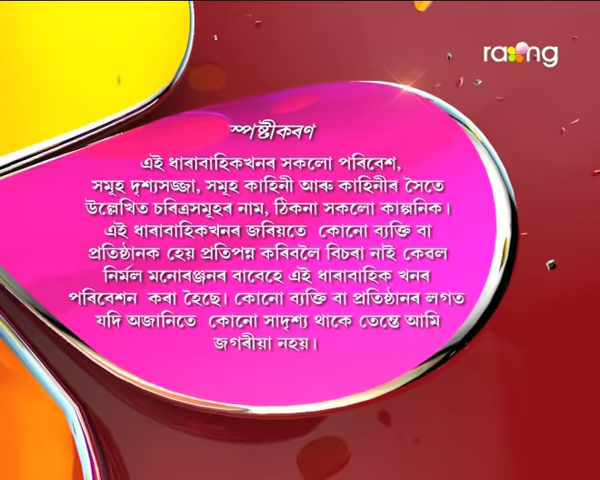 raang
স্পষ্টীকৰণ
এই ধাৰাবাহিকখনৰ সকলো পৰিবেশ,
সমূহ দৃশ্যসজ্জা, সমূহ কাহিনী আৰু কাহিনীৰ সৈতে
উল্লেখিত চৰিত্ৰসমূহৰ নাম, ঠিকনা সকলো কাল্পনিক।
এই ধাৰাবাহিকখনৰ জৰিয়তে কোনো ব্যক্তি বা
প্ৰতিষ্ঠানক হেয় প্ৰতিপন্ন কৰিবলৈ বিচৰা নাই কেবল
নিৰ্মল মনোৰঞ্জনৰ বাবেহে এই ধাৰাবাহিক খনৰ
পৰিবেশন কৰা হৈছে। কোনো ব্যক্তি বা প্ৰতিষ্ঠানৰ লগত
যদি অজানিতে কোনো সাদৃশ্য থাকে তেন্তে আমি
জগৰীয়া নহয়।